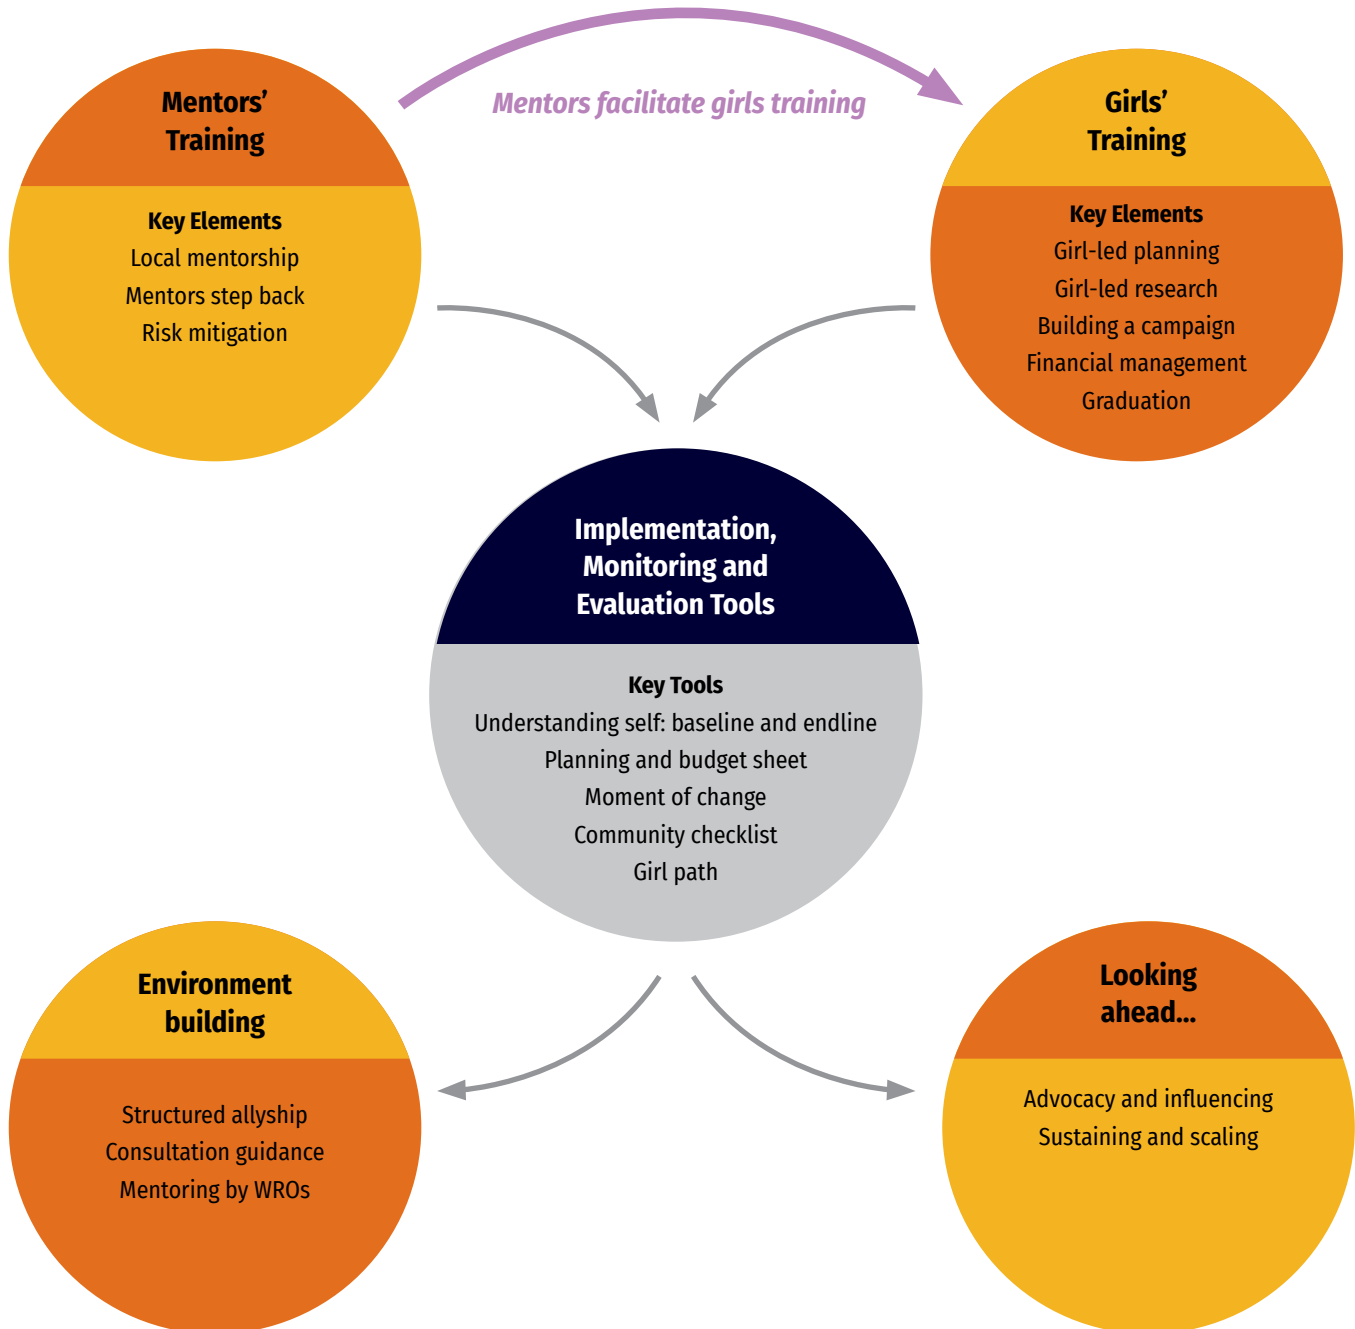 Mentors’
Training
Key Elements
Local mentorship
Mentors step back
Risk mitigation
Mentors facilitate girls training
Girls’
Training
Key Elements
Girl-led planning
Girl-led research
Building a campaign
Financial management
Graduation
Implementation,
Monitoring and
Evaluation Tools
Key Tools
Understanding self: baseline and endline
Planning and budget sheet
Moment of change
Community checklist
Girl path
Environment
building
Structured allyship
Consultation guidance
Mentoring by WROs
Looking
ahead...
Advocacy and influencing
Sustaining and scaling